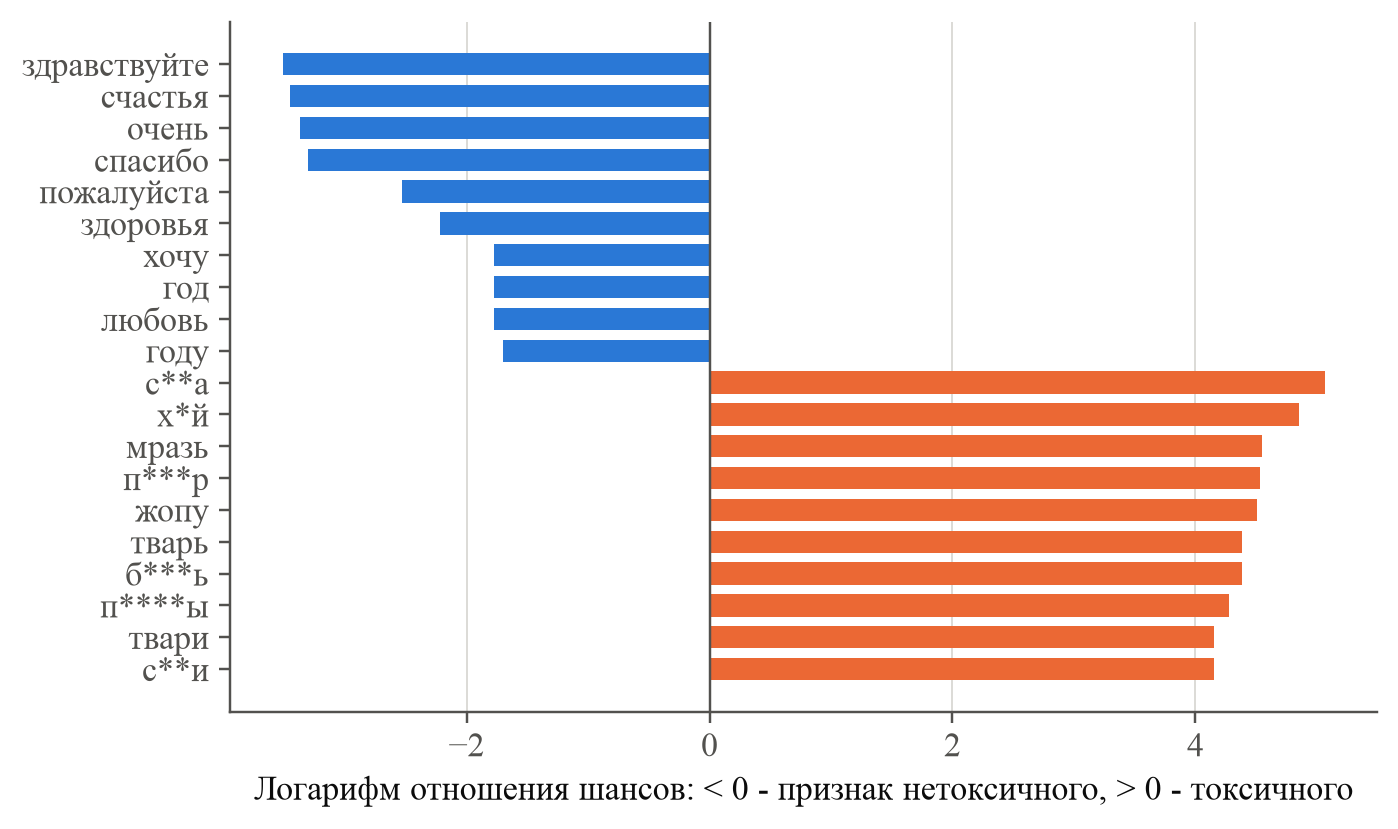 здравствуйте
счастья
очень
спасибо
пожалуйста
здоровья
хочу
год
любовь
году
с**а
х*й
мразь
п***р
жопу
тварь
б***ь
п****ы
твари
с**и
−2 0 2 4
Логарифм отношения шансов: < 0 - признак нетоксичного, > 0 - токсичного